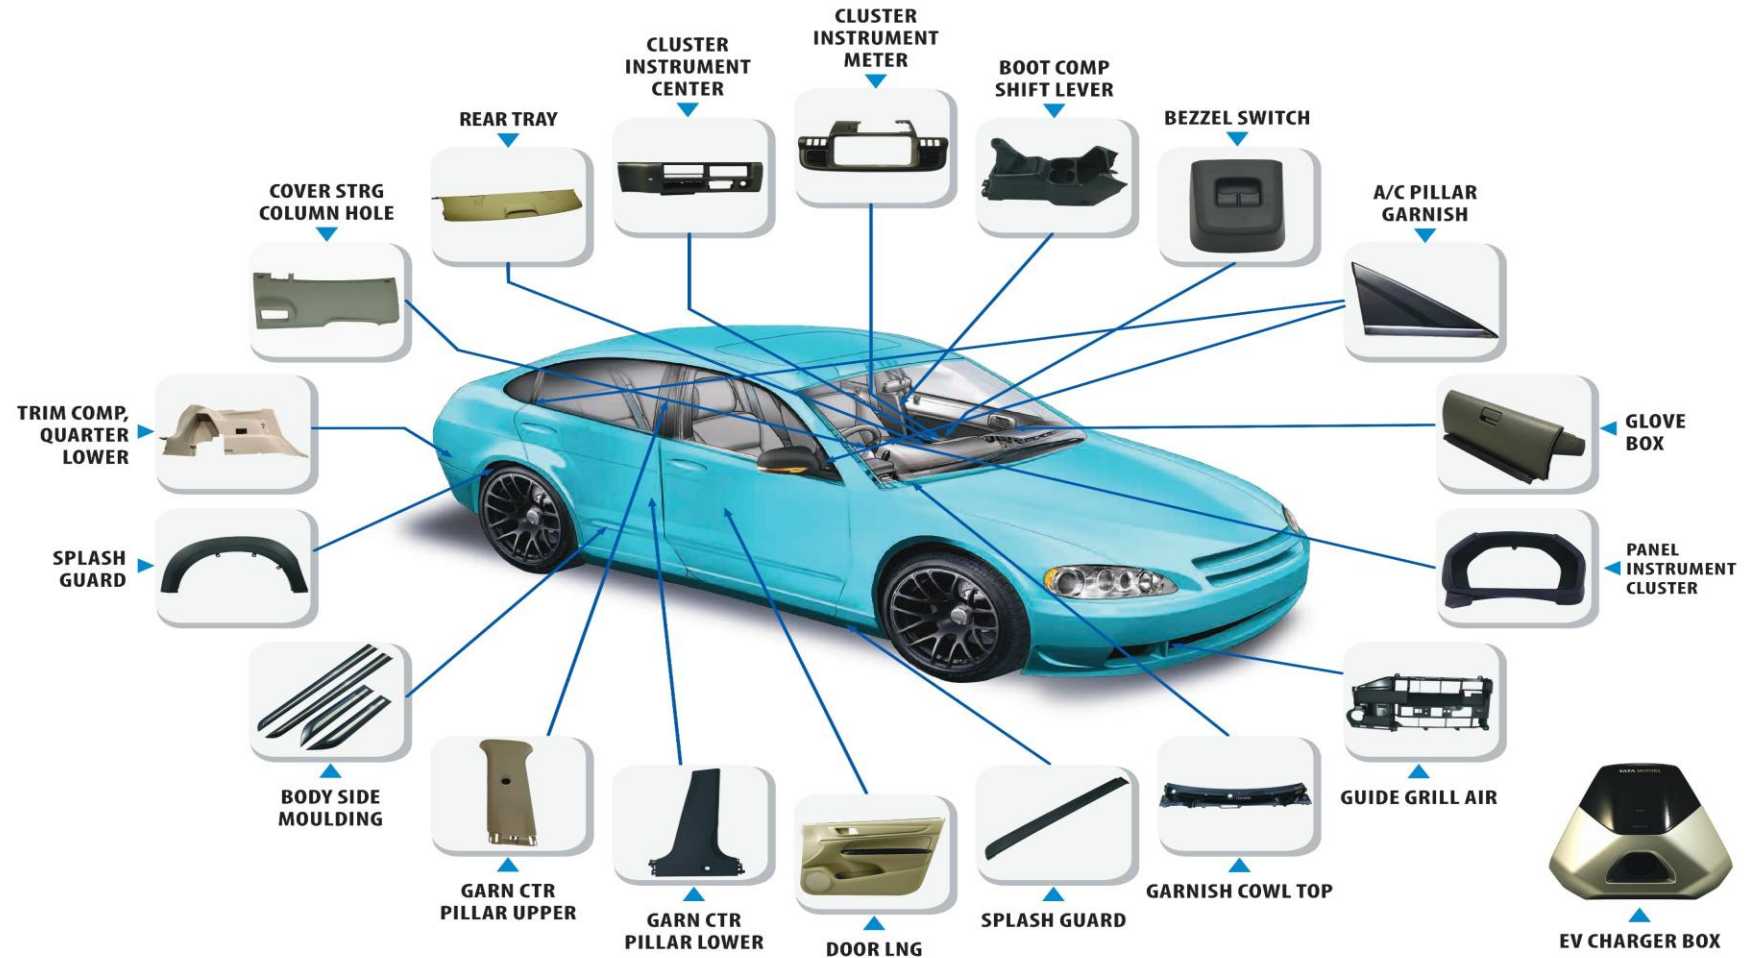 CLUSTER
INSTRUMENT
METER
CLUSTER
INSTRUMENT
CENTER
BOOT COMP
SHIFT LEVER
REAR TRAY
BEZZEL SWITCH
COVER STRG
COLUMN HOLE
A/C PILLAR
GARNISH
TRIM COMP,
QUARTER
LOWER
GLOVE
BOX
SPLASH
GUARD
PANEL
INSTRUMENT
CLUSTER
BODY SIDE
MOULDING
GUIDE GRILL AIR
GARN CTR
PILLAR UPPER
GARN CTR
PILLAR LOWER
DOOR LNG
SPLASH GUARD
GARNISH COWL TOP
TATA MOTORS
EV CHARGER BOX